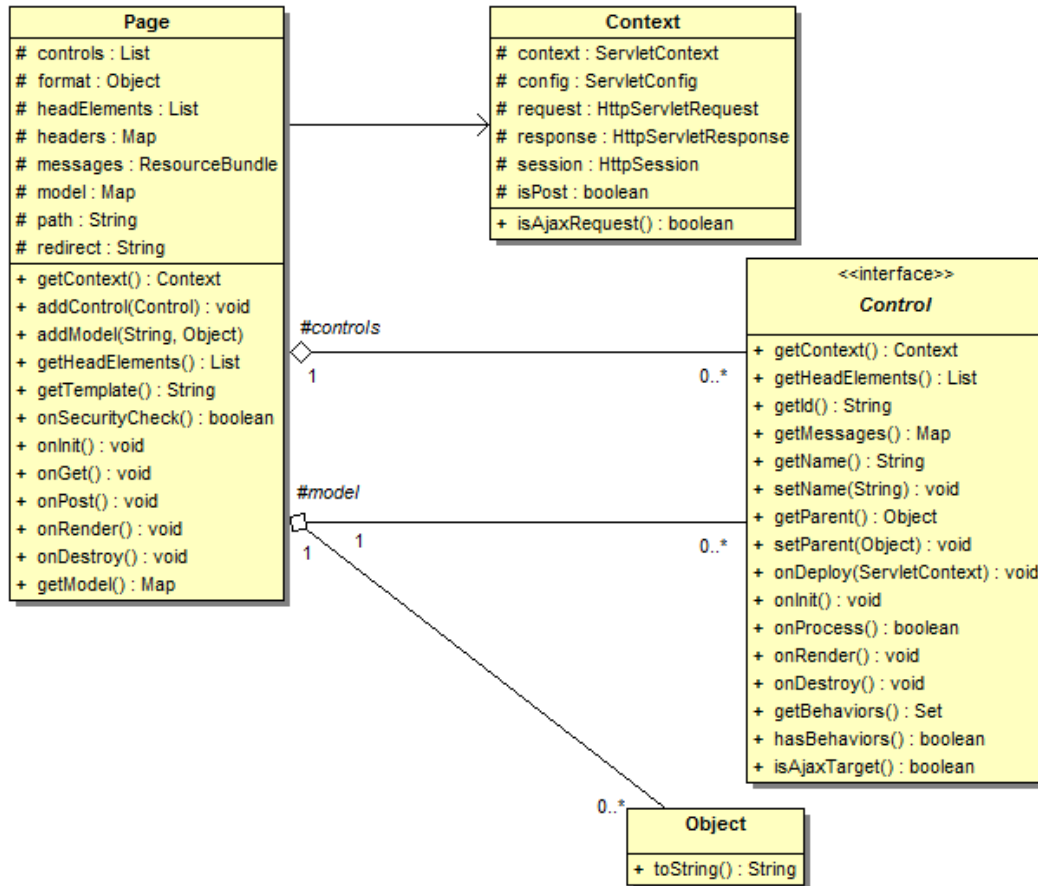 Page
# controls : List
# format : Object
# headElements : List
# headers : Map
# messages : ResourceBundle
# model : Map
# path : String
# redirect : String
+ getContext() : Context
+ addControl(Control) : void
+ addModel(String, Object)
+ getHeadElements() : List
+ getTemplate() : String
+ onSecurityCheck() : boolean
+ onInit() : void
+ onGet() : void
+ onPost() : void
+ onRender() : void
+ onDestroy() : void
+ getModel() : Map
Context
# context : ServletContext
# config : ServletConfig
# request : HttpServletRequest
# response : HttpServletResponse
# session : HttpSession
# isPost : boolean
+ isAjaxRequest() : boolean
#controls
1
0..*
#model
1
1
0..*
0..*
<<interface>>
Control
+ getContext() : Context
+ getHeadElements() : List
+ getId() : String
+ getMessages() : Map
+ getName() : String
+ setName(String) : void
+ getParent() : Object
+ setParent(Object) : void
+ onDeploy(ServletContext) : void
+ onInit() : void
+ onProcess() : boolean
+ onRender() : void
+ onDestroy() : void
+ getBehaviors() : Set
+ hasBehaviors() : boolean
+ isAjaxTarget() : boolean
Object
+ toString() : String